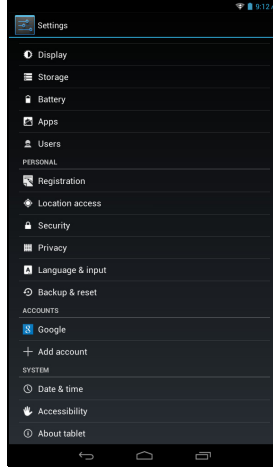 9:12
Settings
Display
Storage
Battery
Apps
Users
PERSONAL
Registration
Location access
Security
Privacy
Language & input
Backup & reset
ACCOUNTS
Google
Add account
SYSTEM
Date & time
Accessibility
About tablet